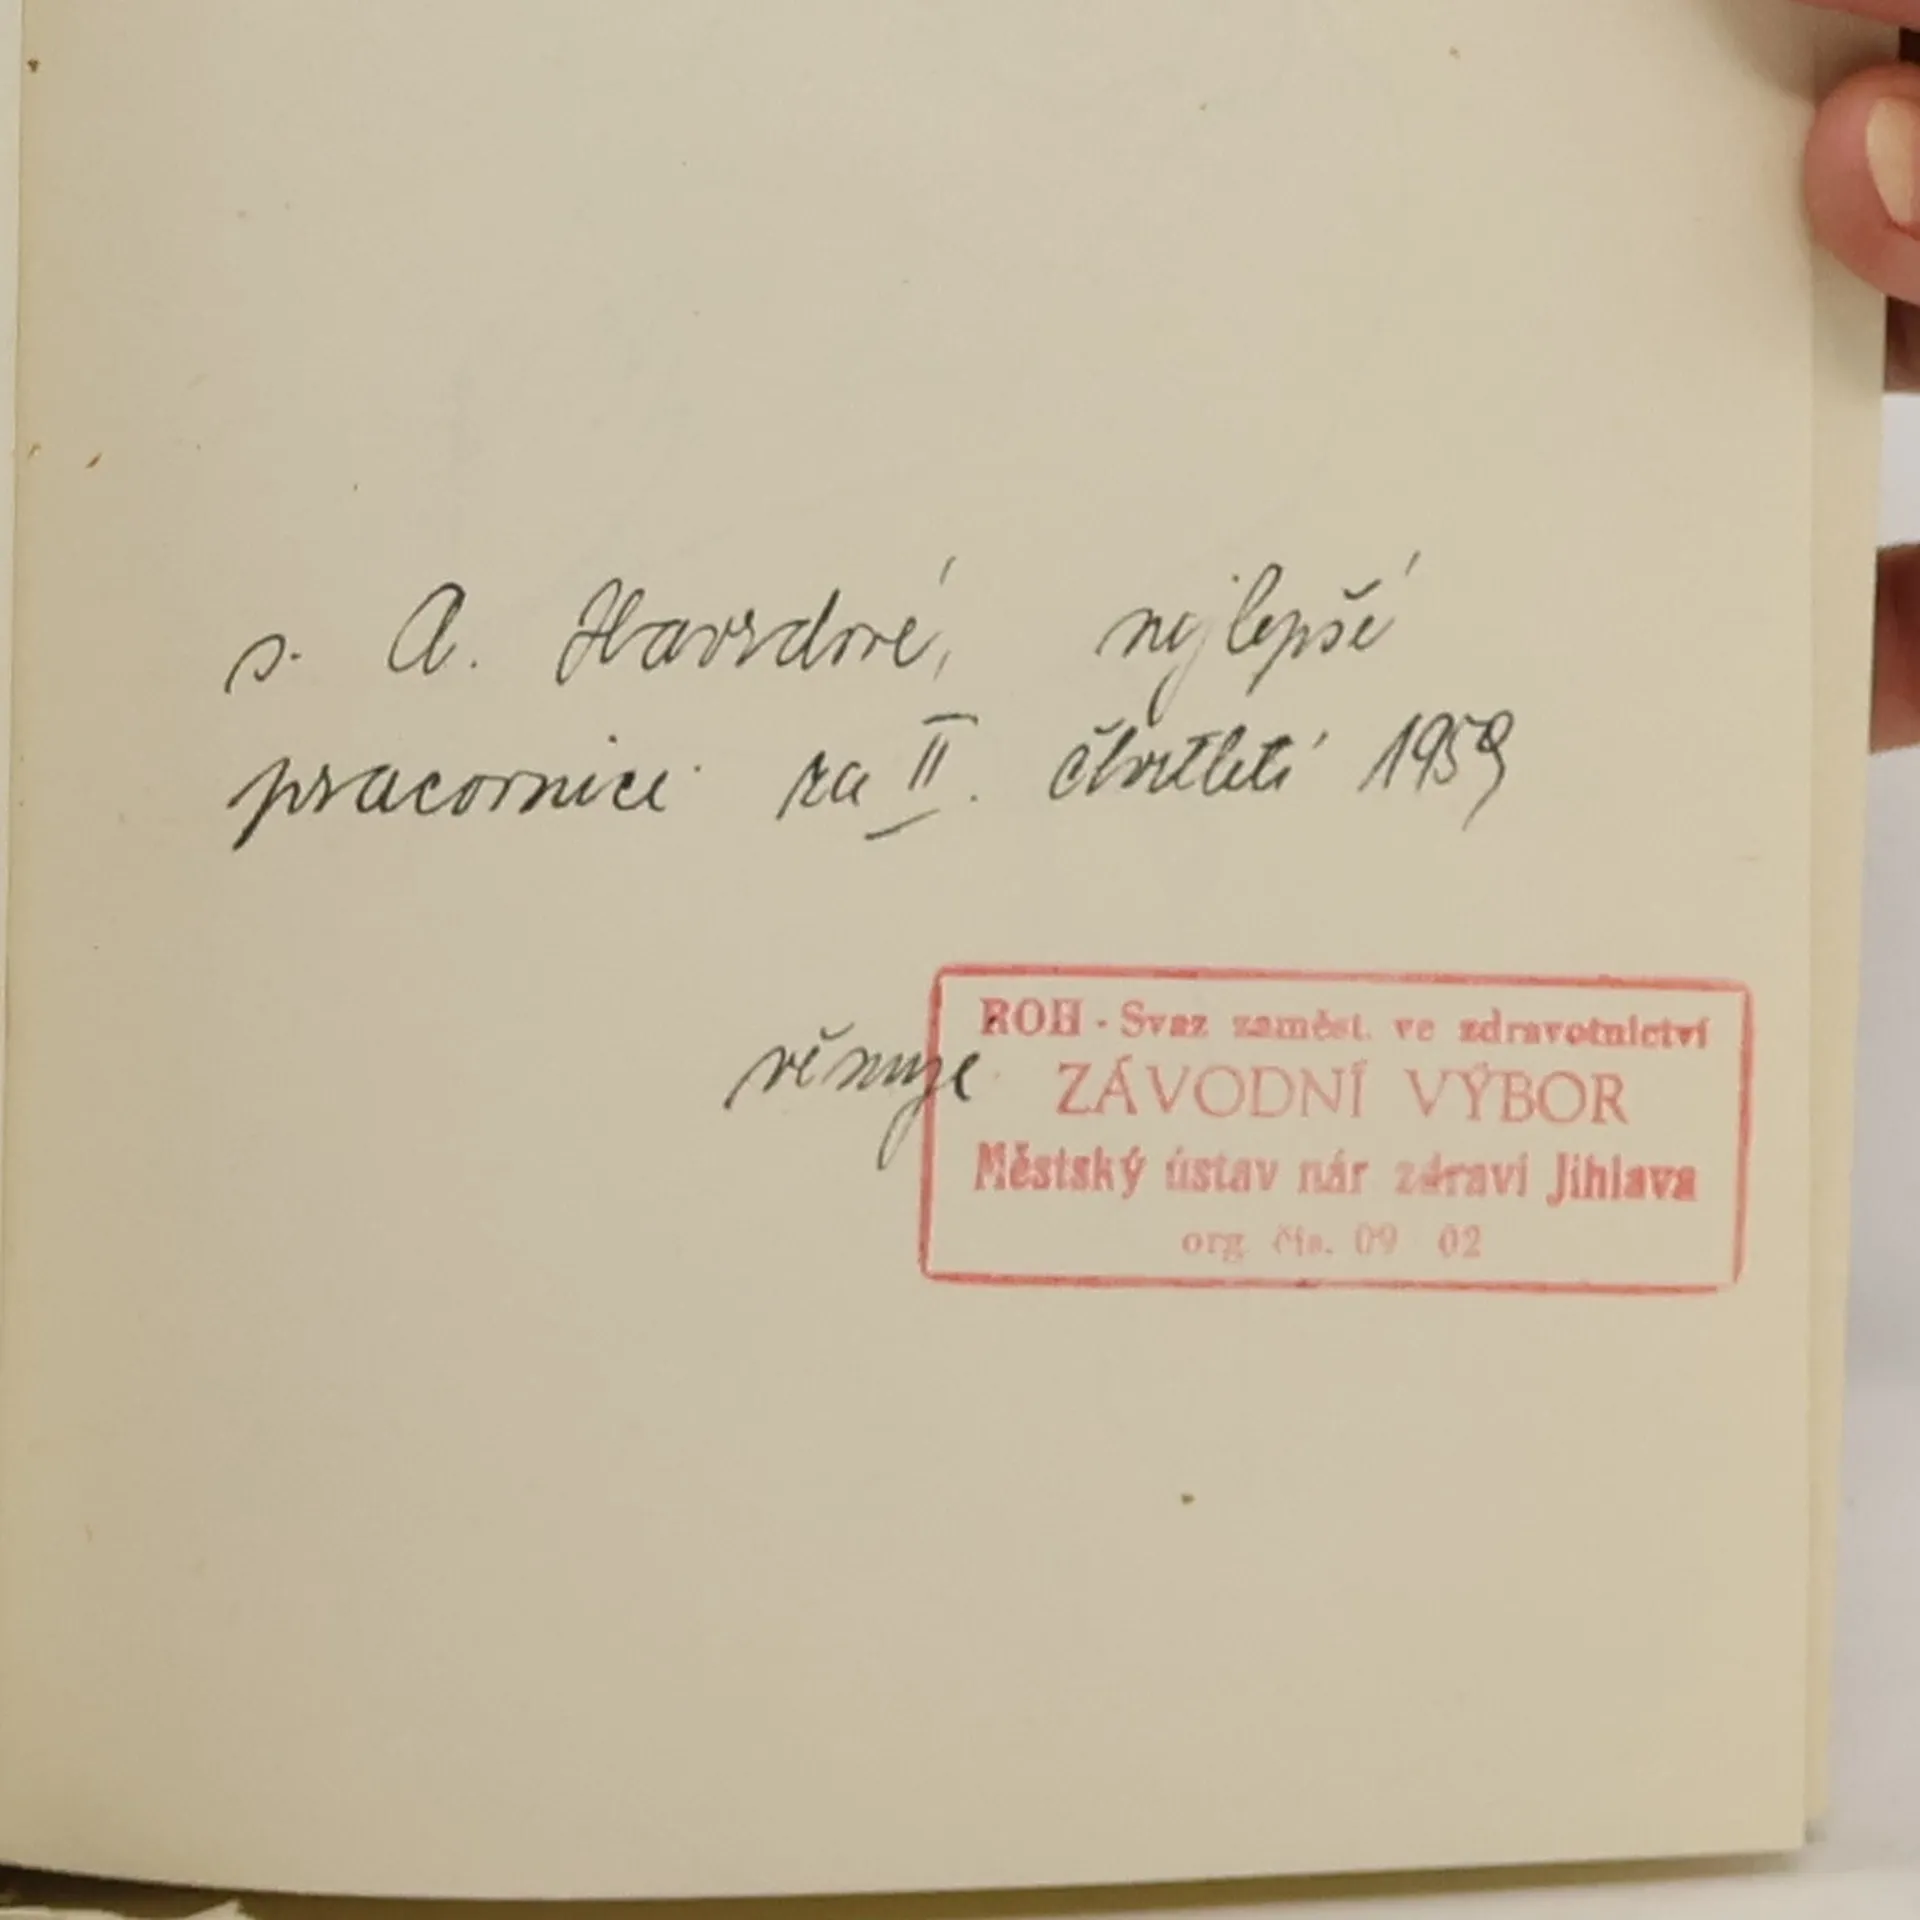 s. A. Havrdové, nejlepší
pracovnici za II. čtvrtletí 1959
věnuje
ROH - Svaz zaměst. ve zdravotnictví
ZÁVODNÍ VÝBOR
Městský ústav nár zdraví Jihlava
org čís. 09 02